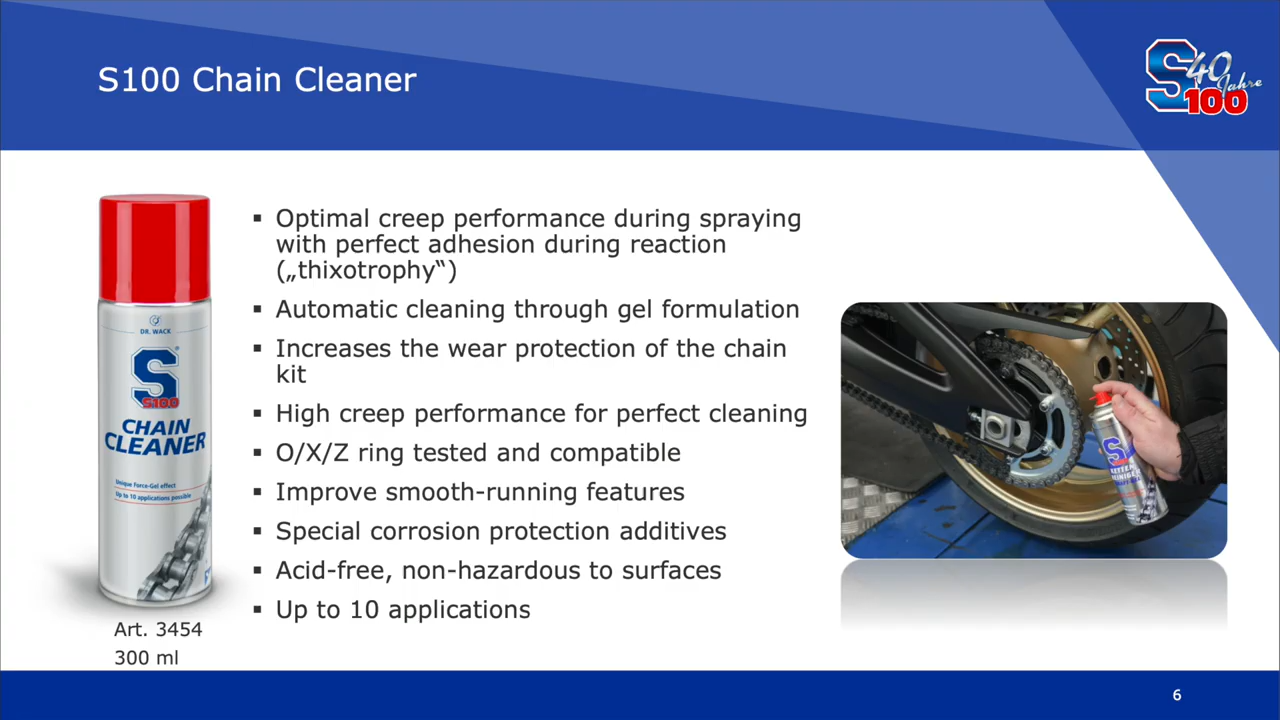 S100 Chain Cleaner
S 40
Jahre
100
▪ Optimal creep performance during spraying
with perfect adhesion during reaction
(„thixotrophy“)
▪ Automatic cleaning through gel formulation
▪ Increases the wear protection of the chain
kit
▪ High creep performance for perfect cleaning
▪ O/X/Z ring tested and compatible
▪ Improve smooth-running features
▪ Special corrosion protection additives
▪ Acid-free, non-hazardous to surfaces
▪ Up to 10 applications
DR. WACK
S
S100
CHAIN
CLEANER
Unique Force-Gel effect
Up to 10 applications possible
Art. 3454
300 ml
S
KETTEN
REINIGER
6